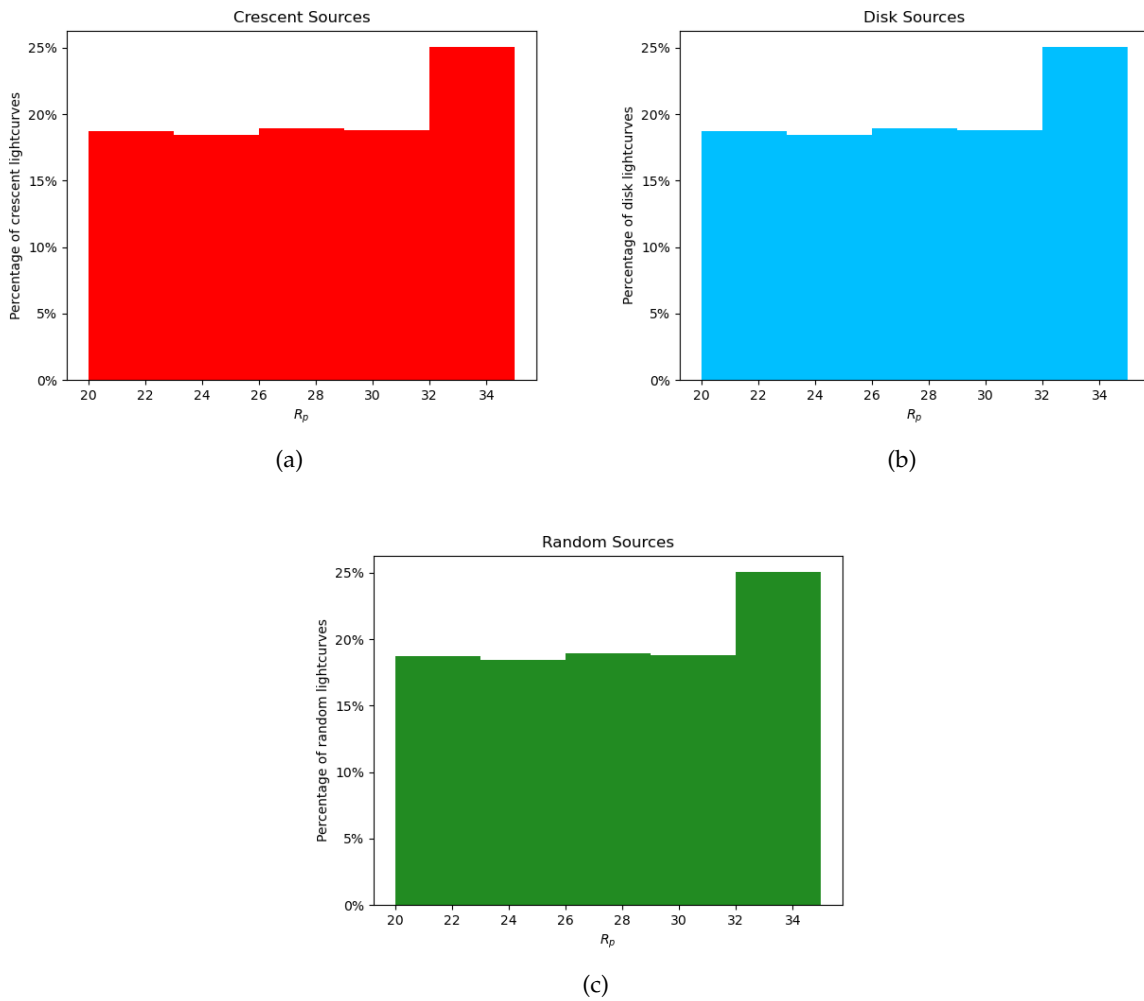 Crescent Sources
Percentage of crescent lightcurves
25%
20%
15%
10%
5%
0%
20 22 24 26 28 30 32 34
R_p
(a)
Disk Sources
Percentage of disk lightcurves
25%
20%
15%
10%
5%
0%
20 22 24 26 28 30 32 34
R_p
(b)
Random Sources
Percentage of random lightcurves
25%
20%
15%
10%
5%
0%
20 22 24 26 28 30 32 34
R_p
(c)